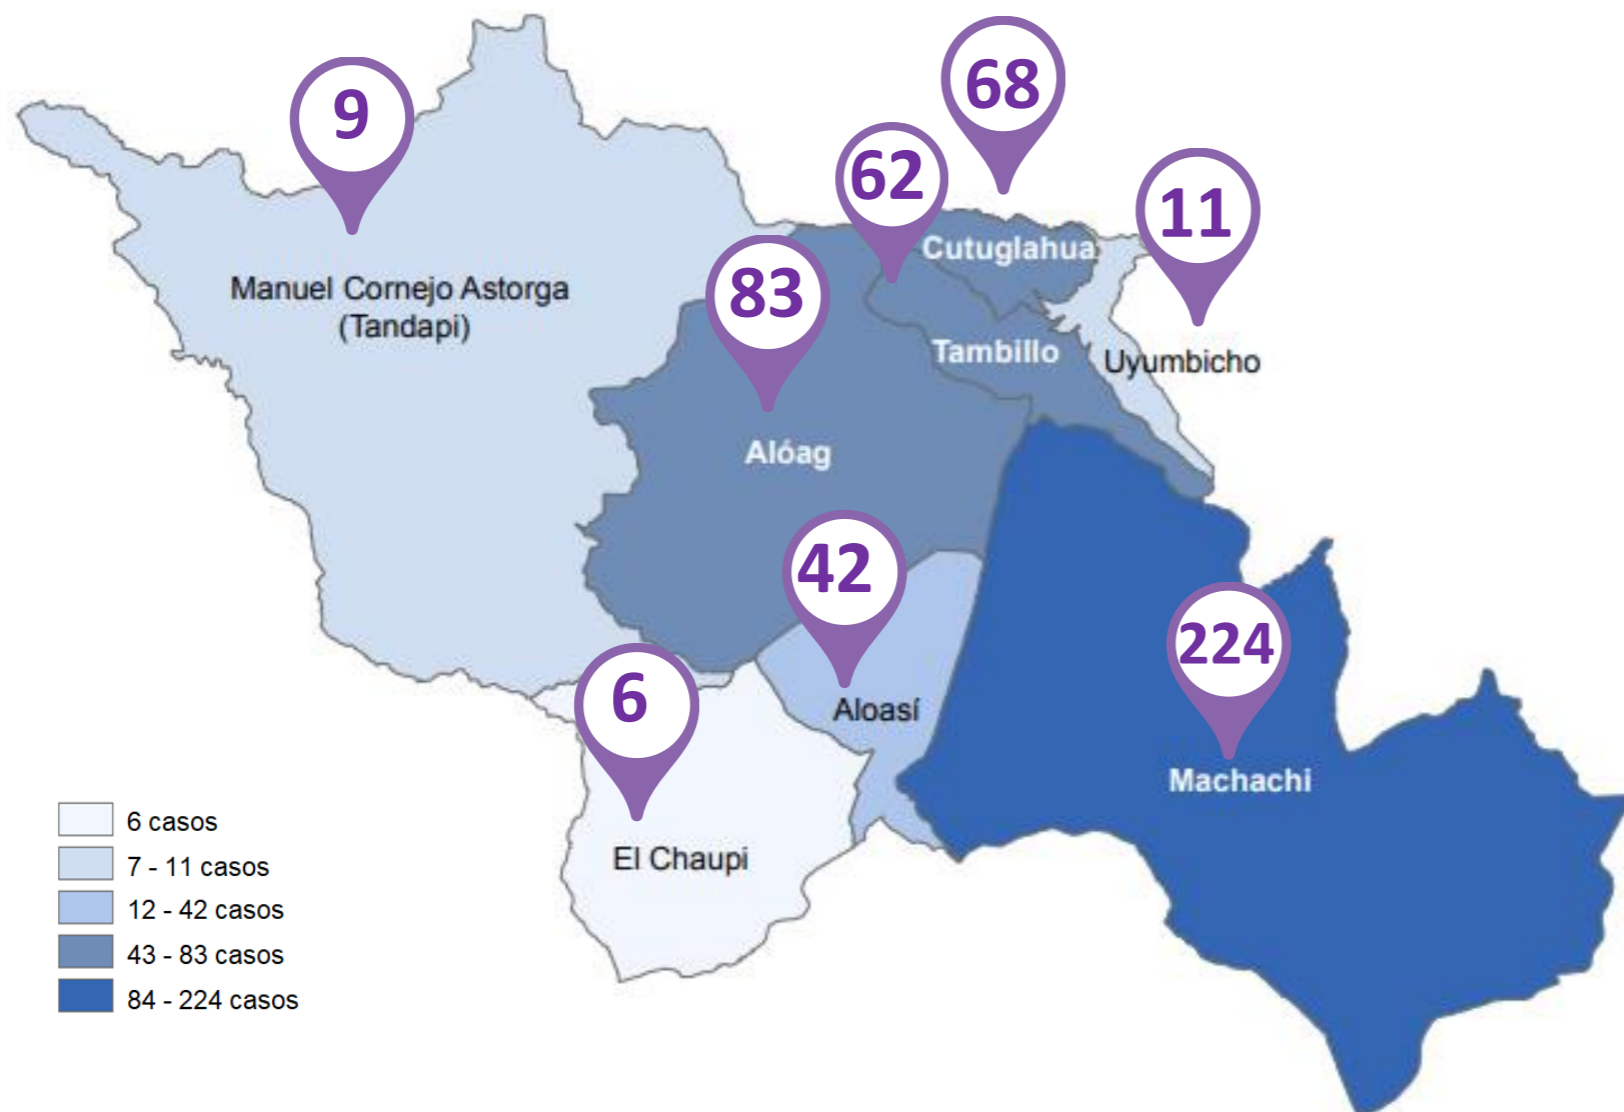 68
9
62
11
Cutuglahua
Manuel Cornejo Astorga
(Tandapi)
83
Tambillo
Uyumbicho
Alóag
42
224
6
Aloasí
Machachi
El Chaupi
6 casos
7 - 11 casos
12 - 42 casos
43 - 83 casos
84 - 224 casos